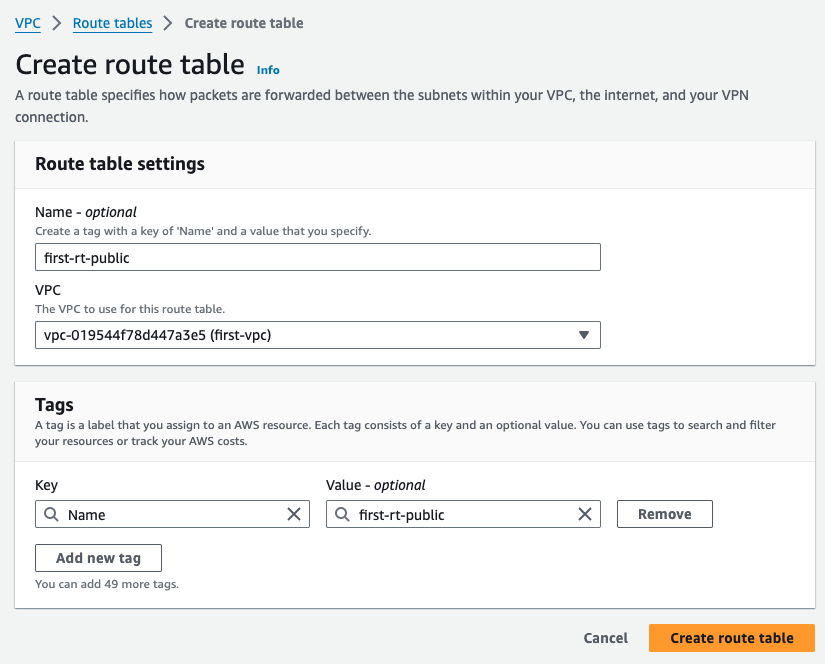 VPC > Route tables > Create route table
Create route table Info
A route table specifies how packets are forwarded between the subnets within your VPC, the internet, and your VPN
connection.
Route table settings
Name - optional
Create a tag with a key of 'Name' and a value that you specify.
first-rt-public
VPC
The VPC to use for this route table.
vpc-019544f78d447a3e5 (first-vpc)
Tags
A tag is a label that you assign to an AWS resource. Each tag consists of a key and an optional value. You can use tags to search and filter
your resources or track your AWS costs.
Key Value - optional
Name first-rt-public Remove
Add new tag
You can add 49 more tags.
Cancel Create route table